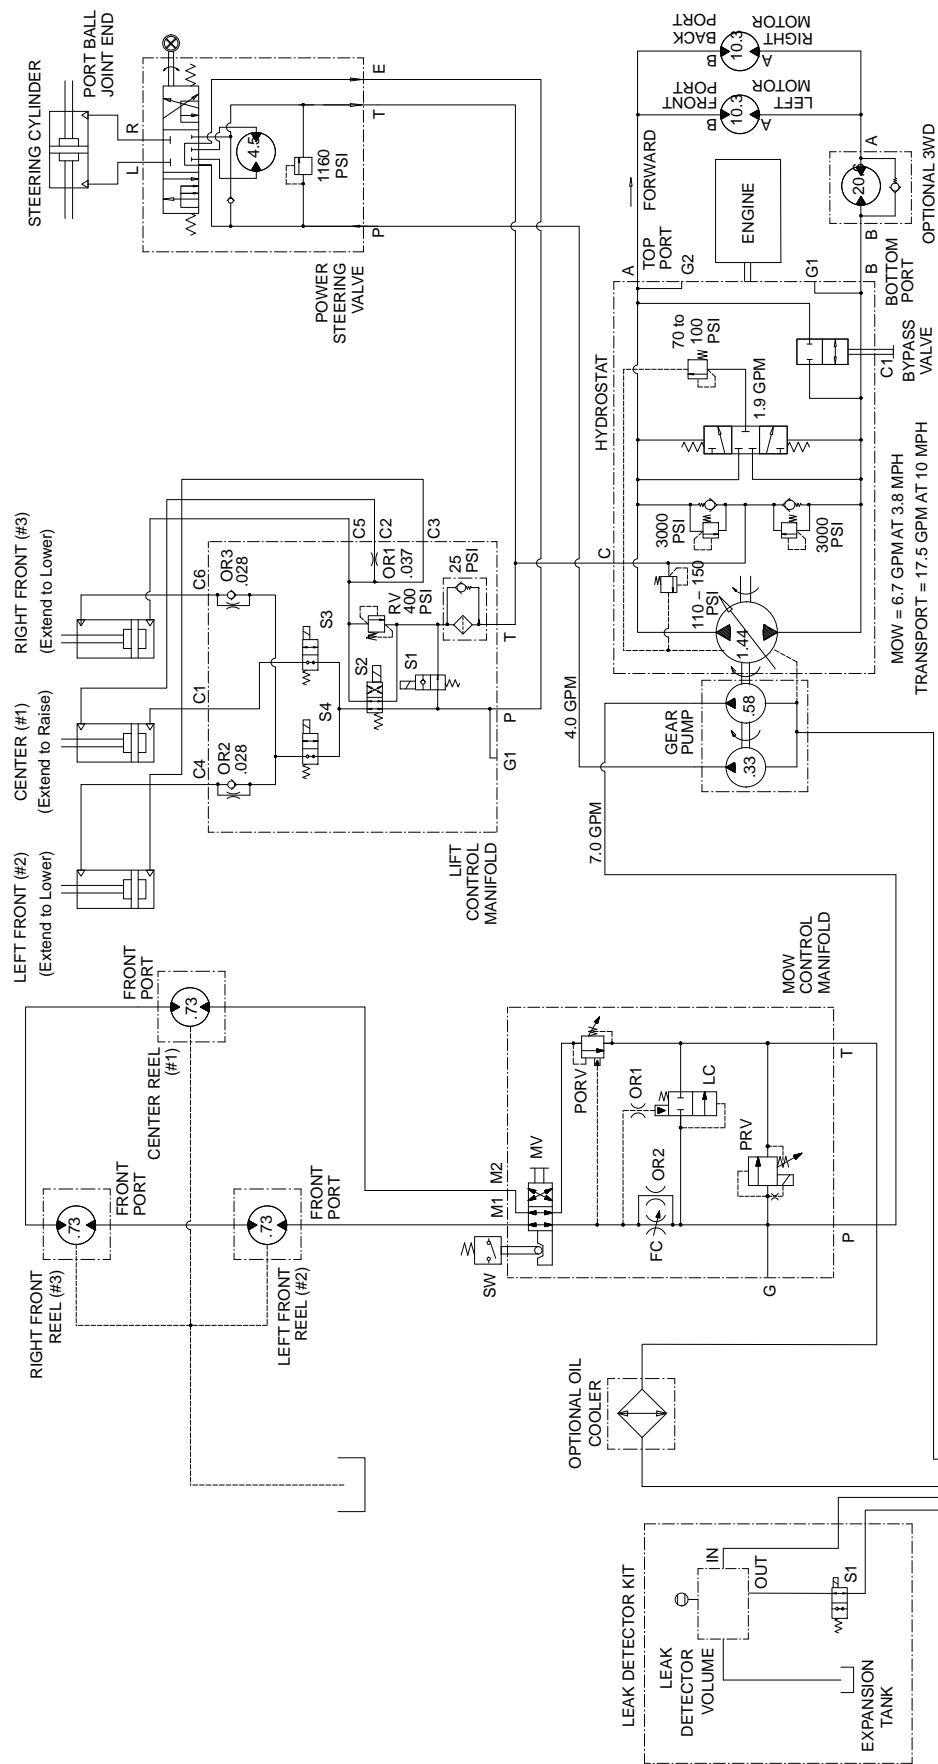 STEERING CYLINDER
PORT BALL
JOINT END
L
R
4.5
1160
PSI
P
T
E
POWER
STEERING
VALVE
RIGHT FRONT (#3)
(Extend to Lower)
CENTER (#1)
(Extend to Raise)
LEFT FRONT (#2)
(Extend to Lower)
C4
OR2
.028
C1
C6
OR3
.028
S4
S3
C5
C2
C3
OR1
.037
RV
400
PSI
25
PSI
S2
S1
G1
P
T
LIFT
CONTROL
MANIFOLD
7.0 GPM
4.0 GPM
GEAR
PUMP
.33
.58
1.44
HYDROSTAT
C
110 – 150
PSI
3000
PSI
3000
PSI
70 to
100
PSI
1.9 GPM
C1
BYPASS
VALVE
A
TOP
PORT
G2
G1
B
BOTTOM
PORT
FORWARD
ENGINE
B
A
20.6
OPTIONAL 3WD
FRONT
PORT
B
10.3
A
LEFT
MOTOR
BACK
PORT
B
10.3
A
RIGHT
MOTOR
MOW = 6.7 GPM AT 3.8 MPH
TRANSPORT = 17.5 GPM AT 10 MPH
RIGHT FRONT
REEL (#3)
.73
FRONT
PORT
LEFT FRONT
REEL (#2)
.73
FRONT
PORT
CENTER REEL
(#1)
.73
FRONT
PORT
SW
M1
M2
MV
PORV
FC
OR2
OR1
LC
PRV
G
P
T
MOW
CONTROL
MANIFOLD
OPTIONAL OIL
COOLER
LEAK DETECTOR KIT
LEAK
DETECTOR
VOLUME
IN
OUT
S1
EXPANSION
TANK